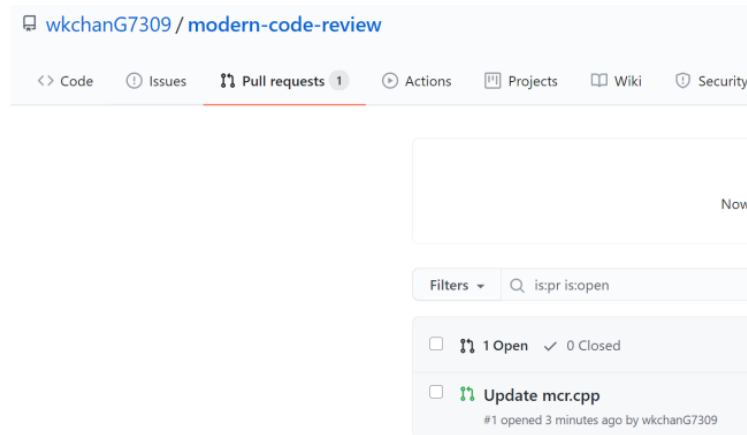 wkchanG7309 / modern-code-review
<> Code Issues Pull requests 1 Actions Projects Wiki Security
Now
Filters is:pr is:open
1 Open 0 Closed
Update mcr.cpp
#1 opened 3 minutes ago by wkchanG7309